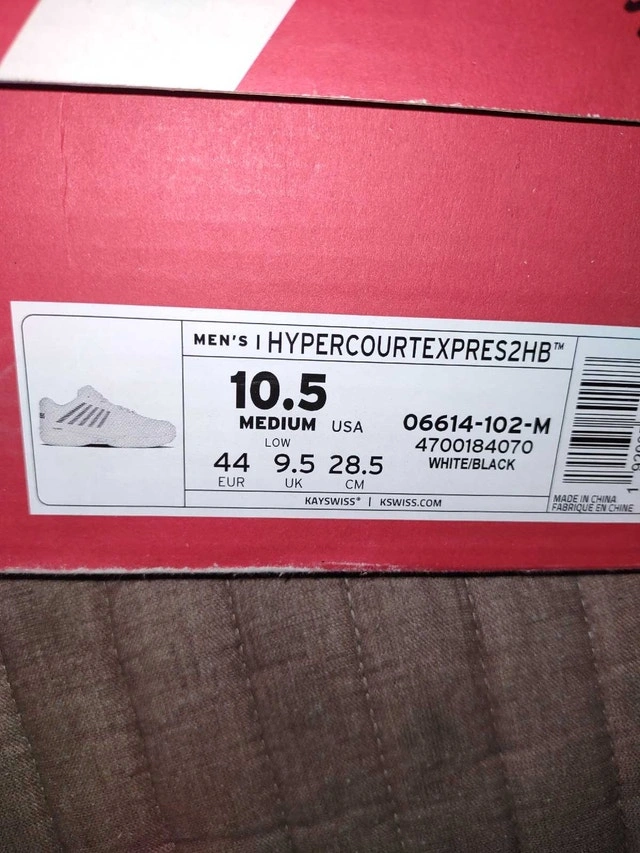 MEN'S | HYPERCOURTEXPRES2HB™
10.5
MEDIUM USA
LOW
44 9.5 28.5
EUR UK CM
06614-102-M
4700184070
WHITE/BLACK
KAYSWISS® | KSWISS.COM
MADE IN CHINA
FABRIQUE EN CHINE